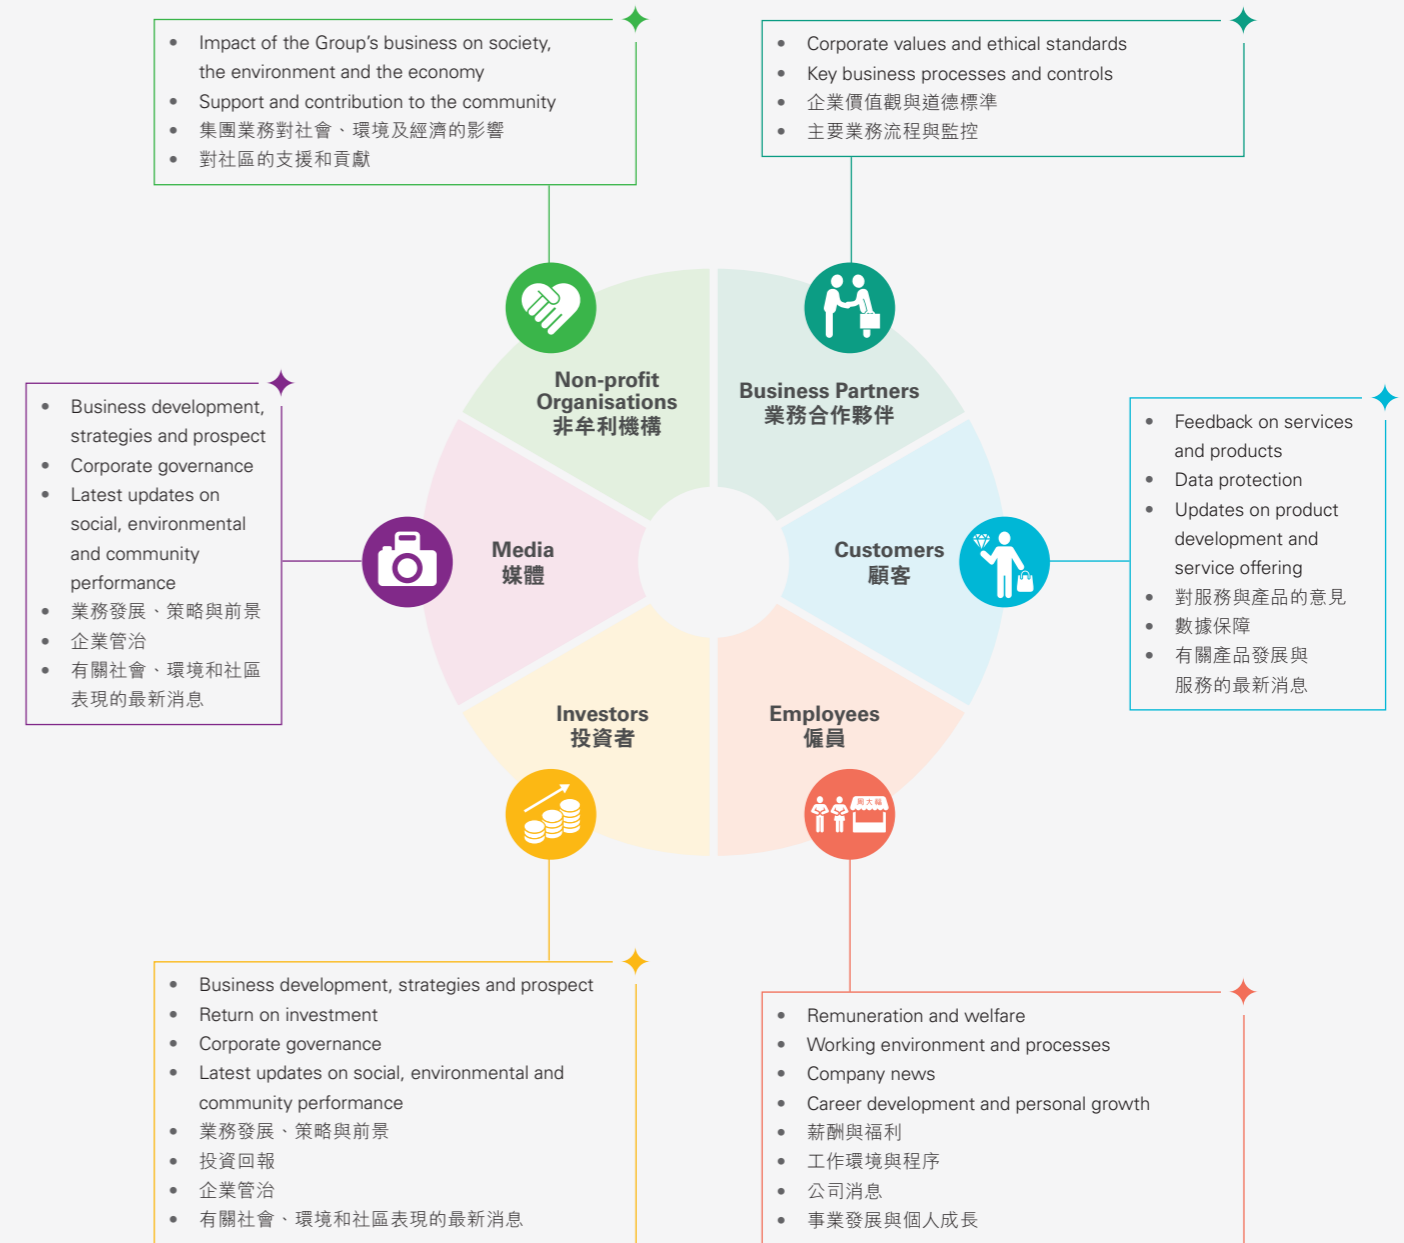 • Impact of the Group’s business on society,
the environment and the economy
• Support and contribution to the community
• 集團業務對社會、環境及經濟的影響
• 對社區的支援和貢獻
• Corporate values and ethical standards
• Key business processes and controls
• 企業價值觀與道德標準
• 主要業務流程與監控
Non-profit
Organisations
非牟利機構
Business Partners
業務合作夥伴
• Business development,
strategies and prospect
• Corporate governance
• Latest updates on
social, environmental
and community
performance
• 業務發展、策略與前景
• 企業管治
• 有關社會、環境和社區
表現的最新消息
Media
媒體
Customers
顧客
• Feedback on services
and products
• Data protection
• Updates on product
development and
service offering
• 對服務與產品的意見
• 數據保障
• 有關產品發展與
服務的最新消息
Investors
投資者
Employees
僱員
周大福
• Business development, strategies and prospect
• Return on investment
• Corporate governance
• Latest updates on social, environmental and
community performance
• 業務發展、策略與前景
• 投資回報
• 企業管治
• 有關社會、環境和社區表現的最新消息
• Remuneration and welfare
• Working environment and processes
• Company news
• Career development and personal growth
• 薪酬與福利
• 工作環境與程序
• 公司消息
• 事業發展與個人成長